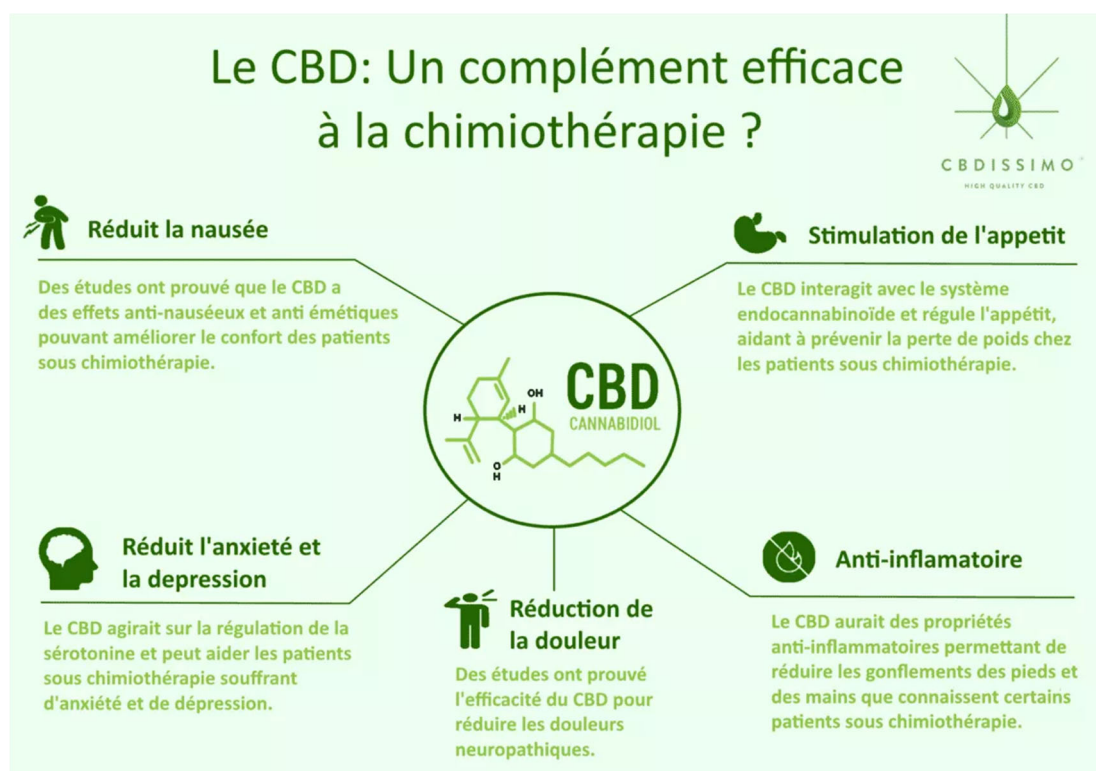 Le CBD: Un complément efficace
à la chimiothérapie ?
CBDISSIMO
HIGH QUALITY CBD
Réduit la nausée
Des études ont prouvé que le CBD a
des effets anti-nauséeux et anti émétiques
pouvant améliorer le confort des patients
sous chimiothérapie.
Stimulation de l'appetit
Le CBD interagit avec le système
endocannabinoïde et régule l'appétit,
aidant à prévenir la perte de poids chez
les patients sous chimiothérapie.
CBD
CANNABIDIOL
OH
H
H
O
H
Réduit l'anxieté et
la depression
Le CBD agirait sur la régulation de la
sérotonine et peut aider les patients
sous chimiothérapie souffrant
d'anxiété et de dépression.
Réduction de
la douleur
Des études ont prouvé
l'efficacité du CBD pour
réduire les douleurs
neuropathiques.
Anti-inflamatoire
Le CBD aurait des propriétés
anti-inflammatoires permettant de
réduire les gonflements des pieds et
des mains que connaissent certains
patients sous chimiothérapie.